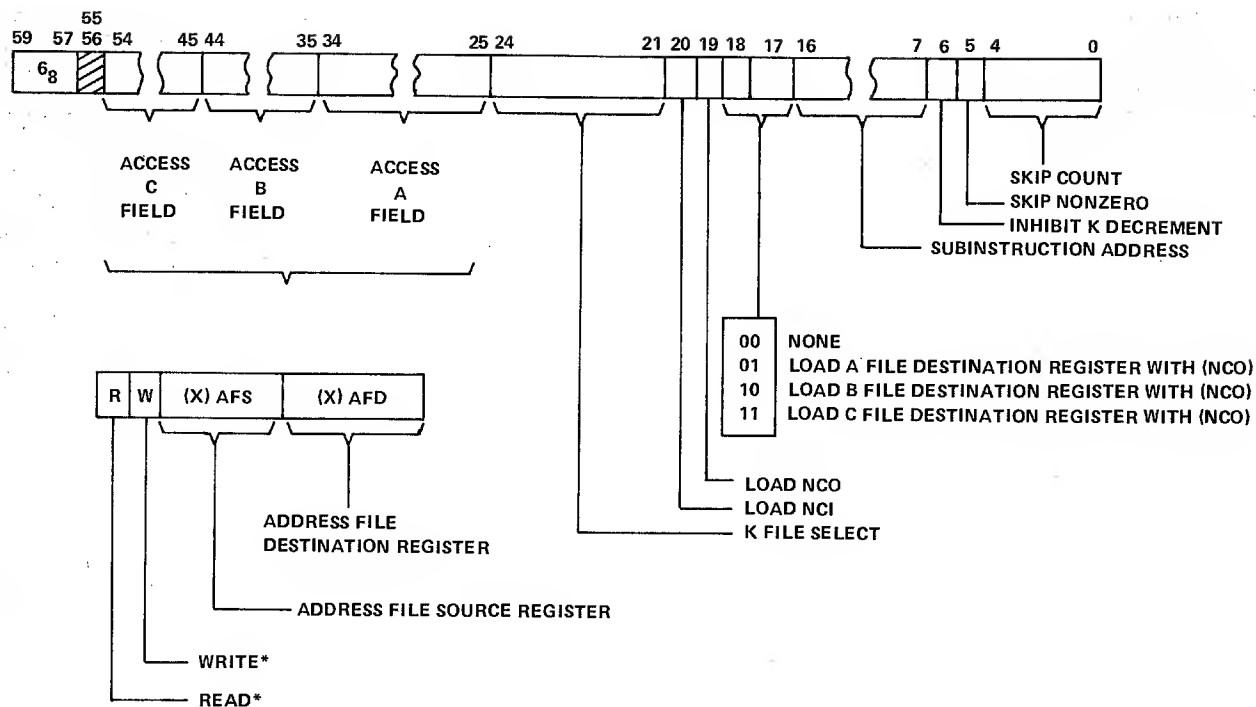 55
59 57 56 54 45 44 35 34 25 24 21 20 19 18 17 16 7 6 5 4 0
6₈
ACCESS
C
FIELD
ACCESS
B
FIELD
ACCESS
A
FIELD
SKIP COUNT
SKIP NONZERO
INHIBIT K DECREMENT
SUBINSTRUCTION ADDRESS
00 NONE
01 LOAD A FILE DESTINATION REGISTER WITH (NCO)
10 LOAD B FILE DESTINATION REGISTER WITH (NCO)
11 LOAD C FILE DESTINATION REGISTER WITH (NCO)
R W (X) AFS (X) AFD
LOAD NCO
LOAD NCI
K FILE SELECT
ADDRESS FILE
DESTINATION REGISTER
ADDRESS FILE SOURCE REGISTER
WRITE*
READ*